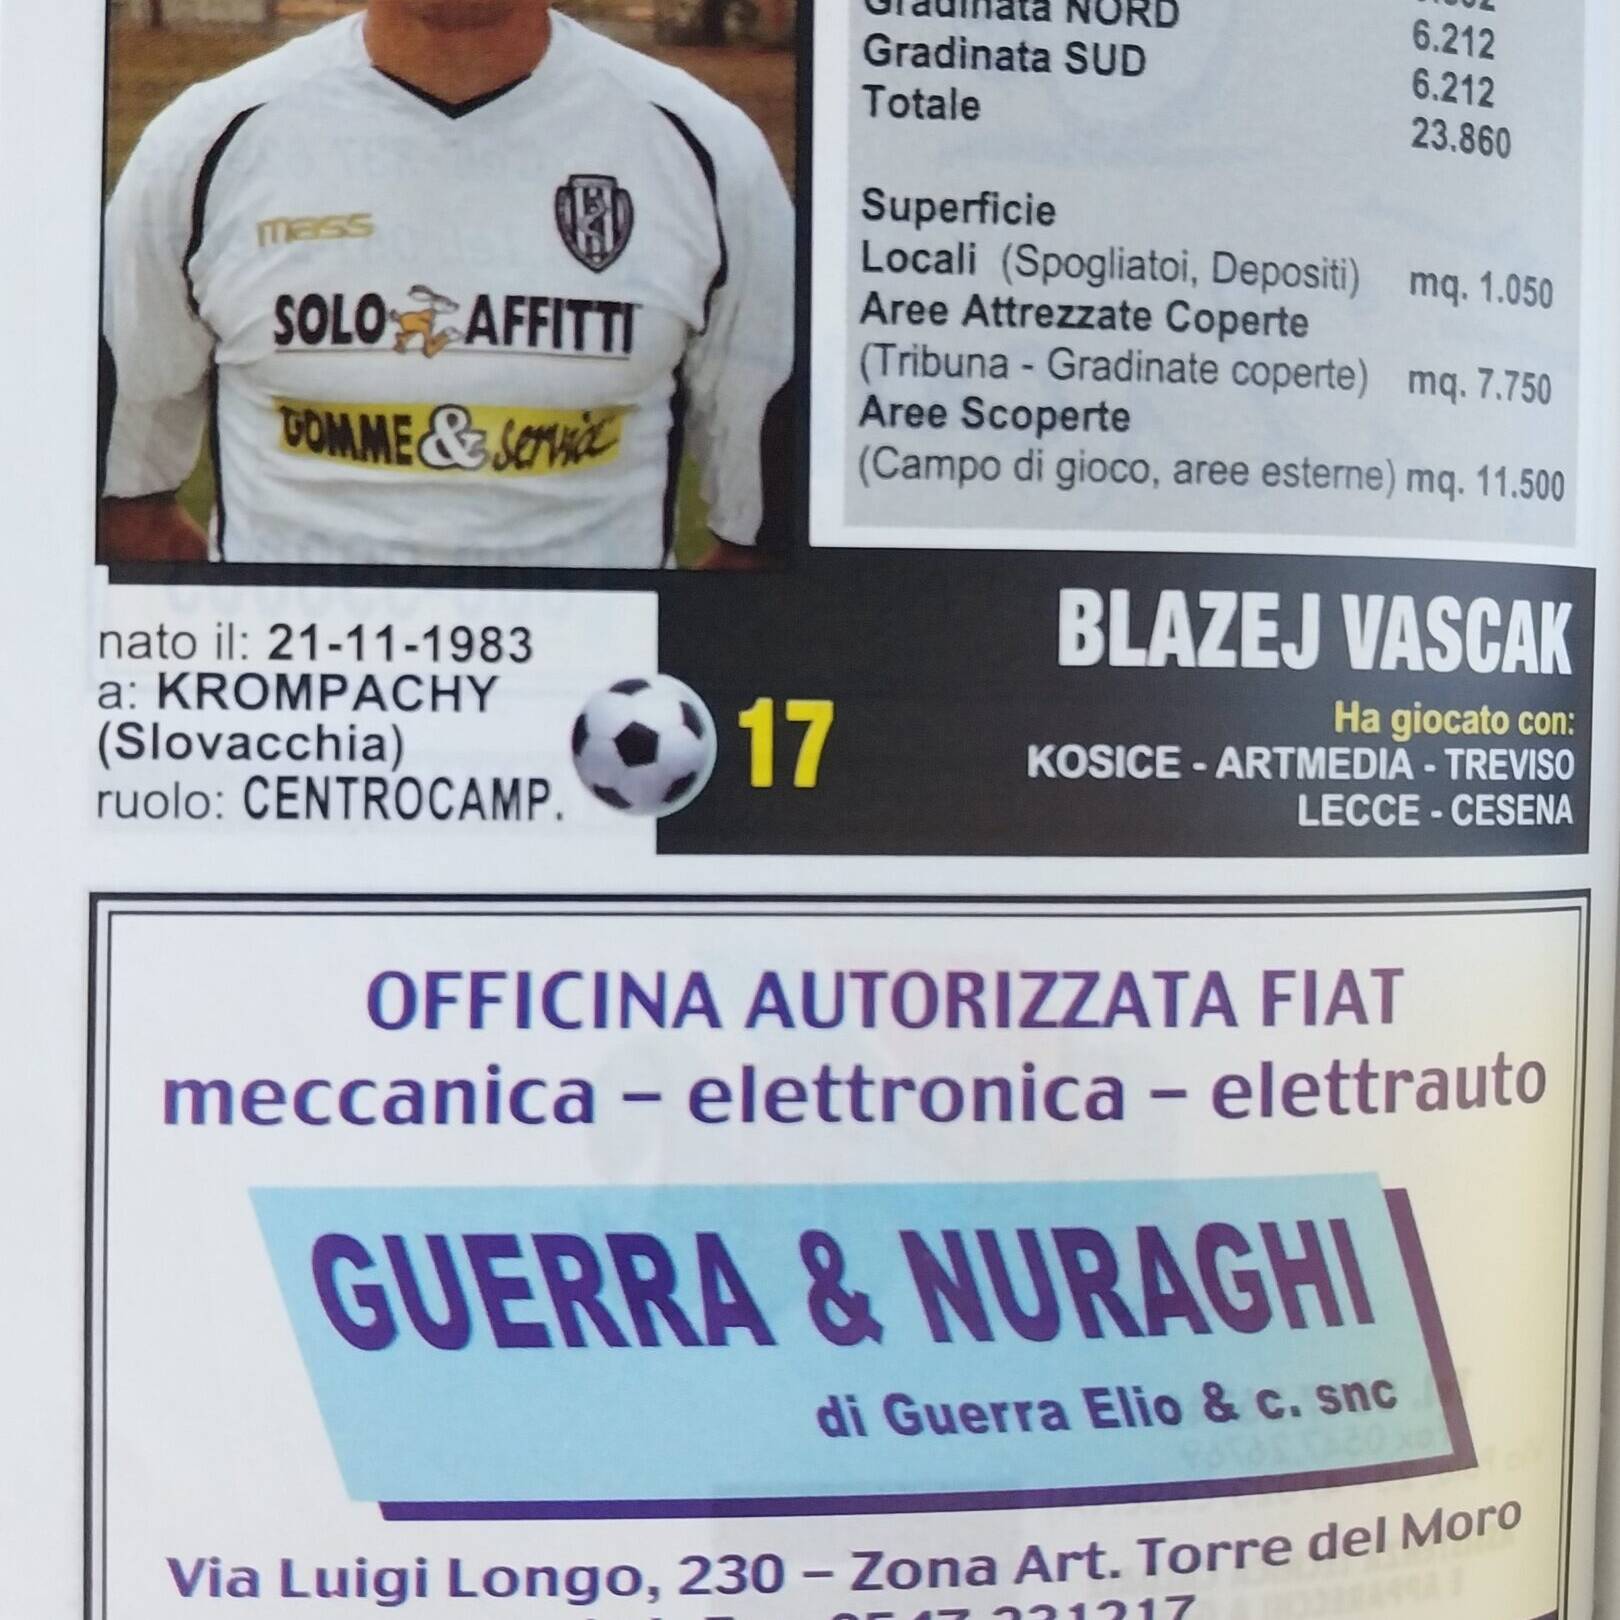 mass
SOLO AFFITTI
GOMME & service
Gradinata NORD
Gradinata SUD
Totale
6.212
6.212
23.860
Superficie
Locali (Spogliatoi, Depositi) mq. 1.050
Aree Attrezzate Coperte
(Tribuna - Gradinate coperte) mq. 7.750
Aree Scoperte
(Campo di gioco, aree esterne) mq. 11.500
nato il: 21-11-1983
a: KROMPACHY
(Slovacchia)
ruolo: CENTROCAMP.
17
BLAZEJ VASCAK
Ha giocato con:
KOSICE - ARTMEDIA - TREVISO
LECCE - CESENA
OFFICINA AUTORIZZATA FIAT
meccanica – elettronica – elettrauto
GUERRA & NURAGHI
di Guerra Elio & c. snc
Via Luigi Longo, 230 – Zona Art. Torre del Moro
0547 331217